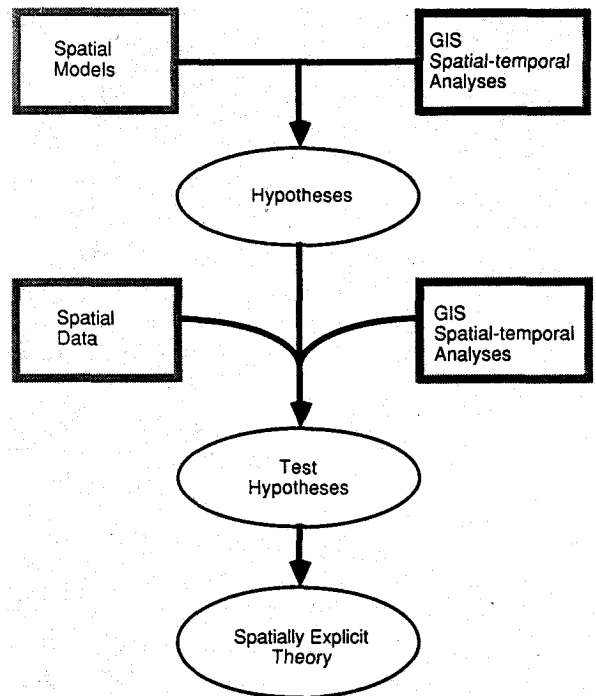 Spatial
Models
GIS
Spatial-temporal
Analyses
Hypotheses
Spatial
Data
GIS
Spatial-temporal
Analyses
Test
Hypotheses
Spatially Explicit
Theory